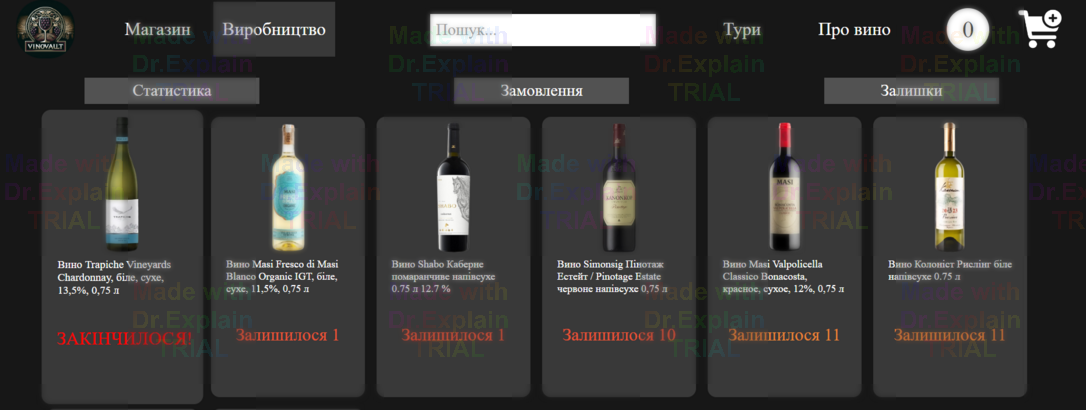 VINOVAULT
Магазин
Виробництво
Пошук...
Тури
Про вино
0
Статистика
Замовлення
Залишки
MASI
MASI
Вино Trapiche Vineyards
Chardonnay, біле, сухе,
13,5%, 0,75 л
Вино Masi Fresco di Masi
Blanco Organic IGT, біле,
сухе, 11,5%, 0,75 л
Вино Shabo Каберне
помаранчиве напівсухе
0.75 л 12.7 %
Вино Simonsig Пінотаж
Естейт / Pinotage Estate
червоне напівсухе 0,75 л
Вино Masi Valpolicella
Classico Bonacosta,
красное, сухое, 12%, 0,75 л
Вино Колоніст Рислінг біле
напівсухе 0.75 л
ЗАКІНЧИЛОСЯ!
Залишилося 1
Залишилося 1
Залишилося 10
Залишилося 11
Залишилося 11
Made with
Dr.Explain
TRIAL